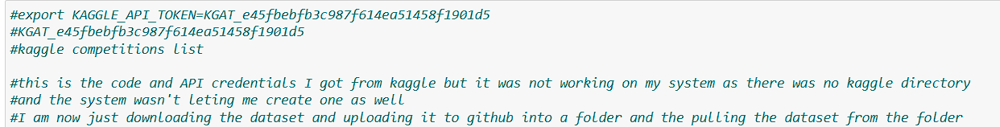 #export KAGGLE_API_TOKEN=KGAT_e45fbebfb3c987f614ea51458f1901d5
#KGAT_e45fbebfb3c987f614ea51458f1901d5
#kaggle competitions list
#this is the code and API credentials I got from kaggle but it was not working on my system as there was no kaggle directory
#and the system wasn't leting me create one as well
#I am now just downloading the dataset and uploading it to github into a folder and the pulling the dataset from the folder